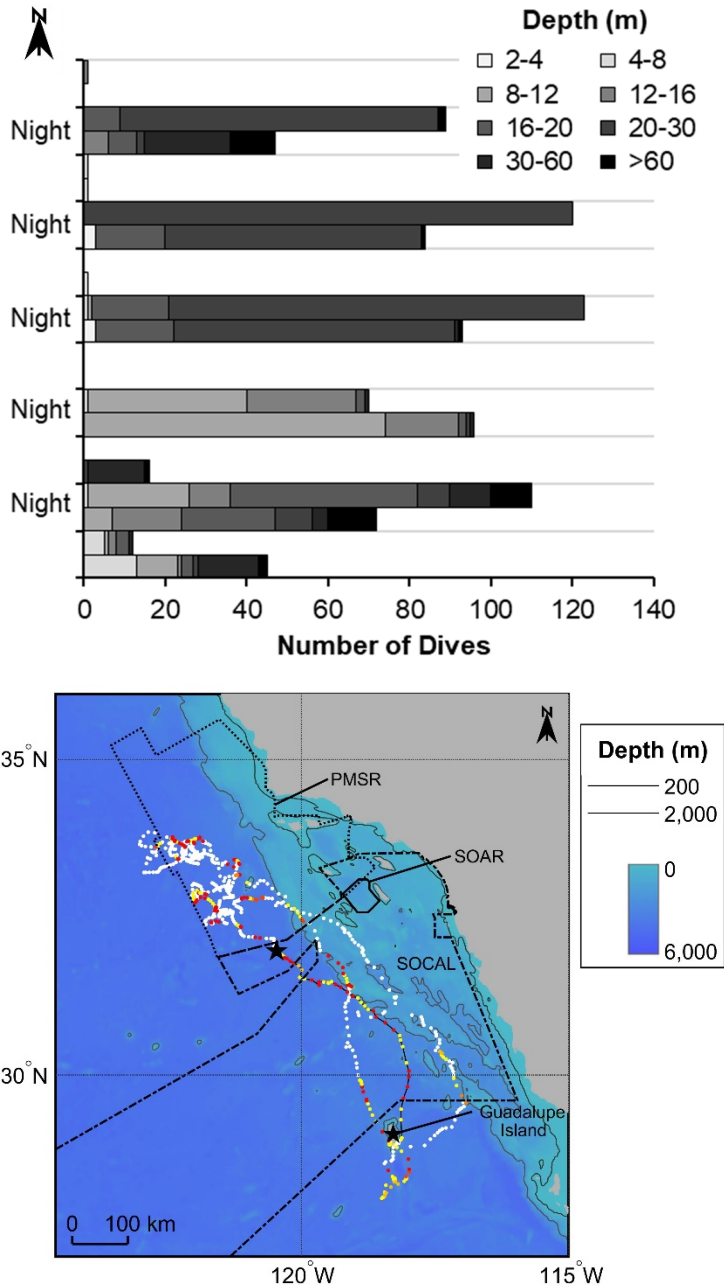 N
Depth (m)
2-4 4-8
8-12 12-16
16-20 20-30
30-60 >60
Night
Night
Night
Night
Night
0 20 40 60 80 100 120 140
Number of Dives
N
35°N
PMSR
SOAR
SOCAL
30°N
Guadalupe
Island
0 100 km
120°W 115°W
Depth (m)
200
2,000
0
6,000